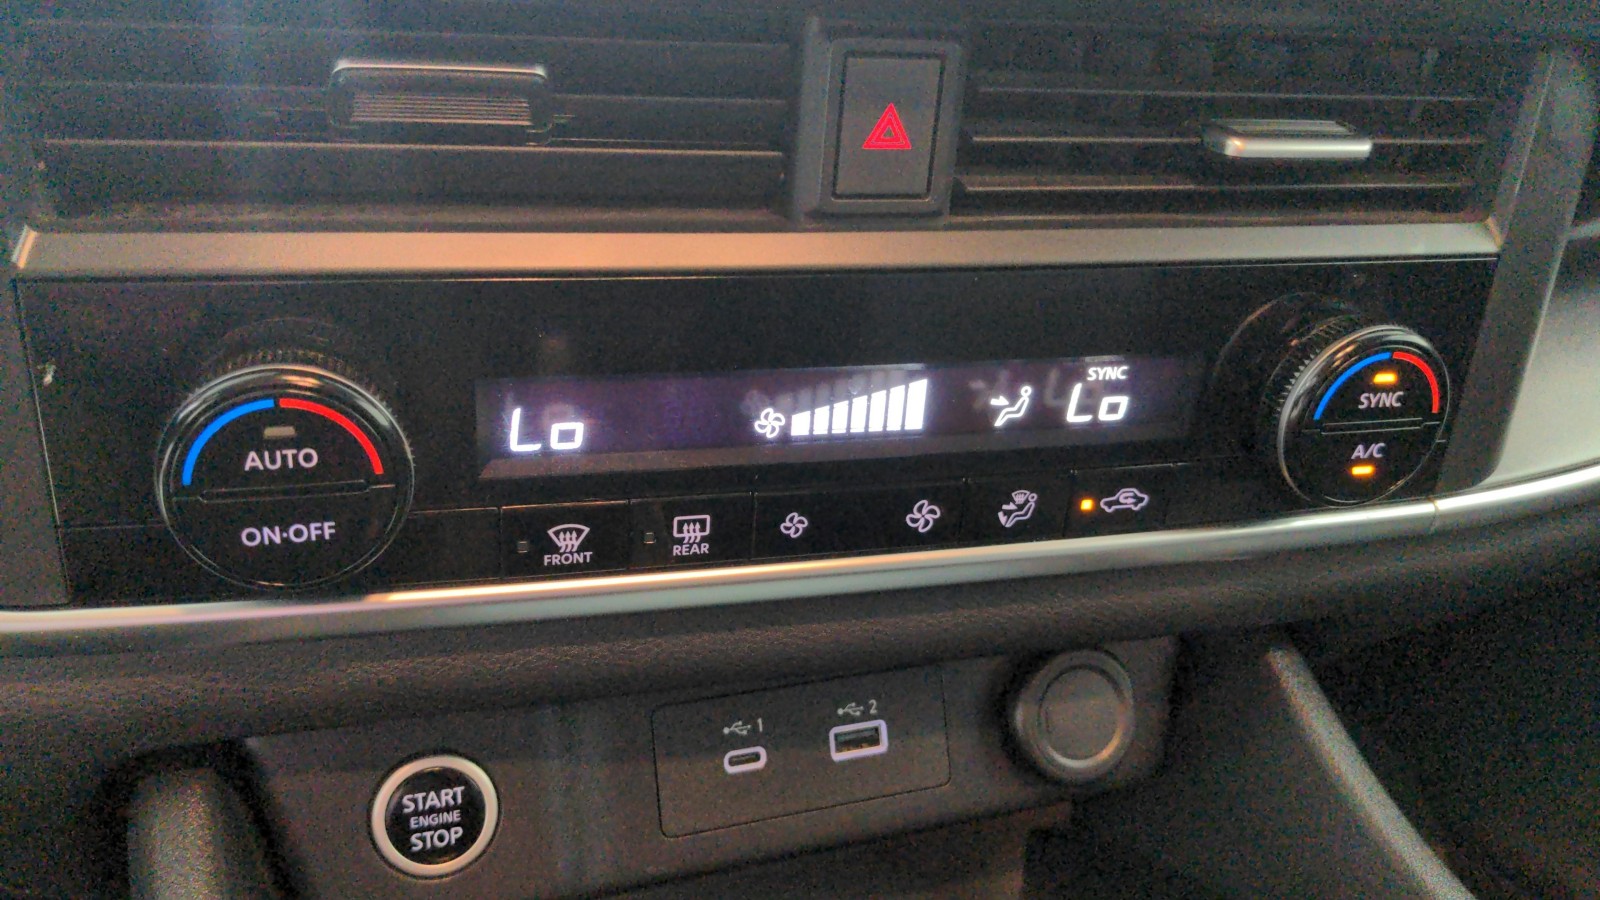 SYNC
Lo
Lo
AUTO
ON·OFF
SYNC
A/C
FRONT
REAR
1
2
START
ENGINE
STOP